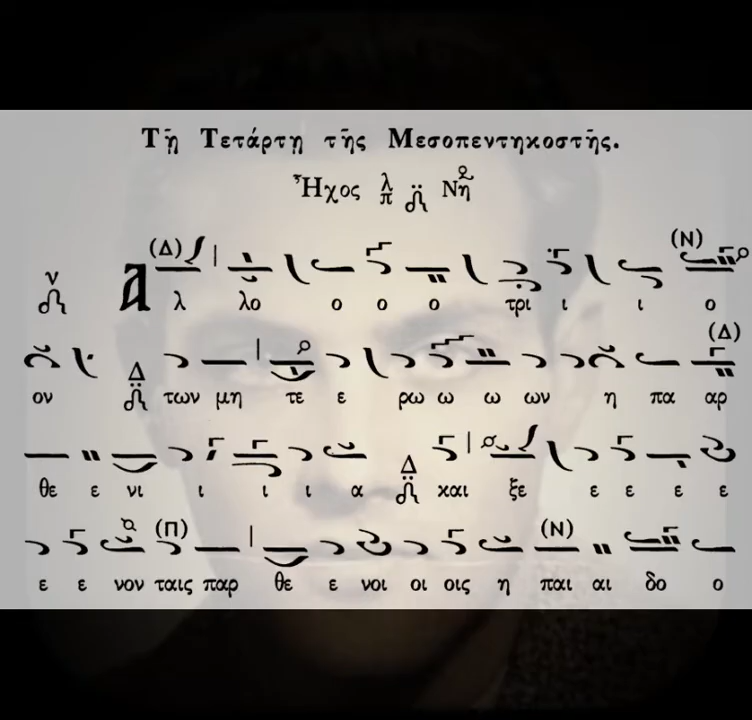 Τῇ Τετάρτῃ τῆς Μεσοπεντηκοστῆς.
Ἦχος λ π Νη
(Δ) (Ν)
ν Αλ λο ο ο ο τρι ι ι ο
(Δ)
ον Δ των μη τε ε ρω ω ω ων η πα αρ
θε ε νι ι ι ι α Δ και ξε ε ε ε ε
(Π) (Ν)
ε ε νον ταις παρ θε ε νοι οι οις η παι αι δο ο